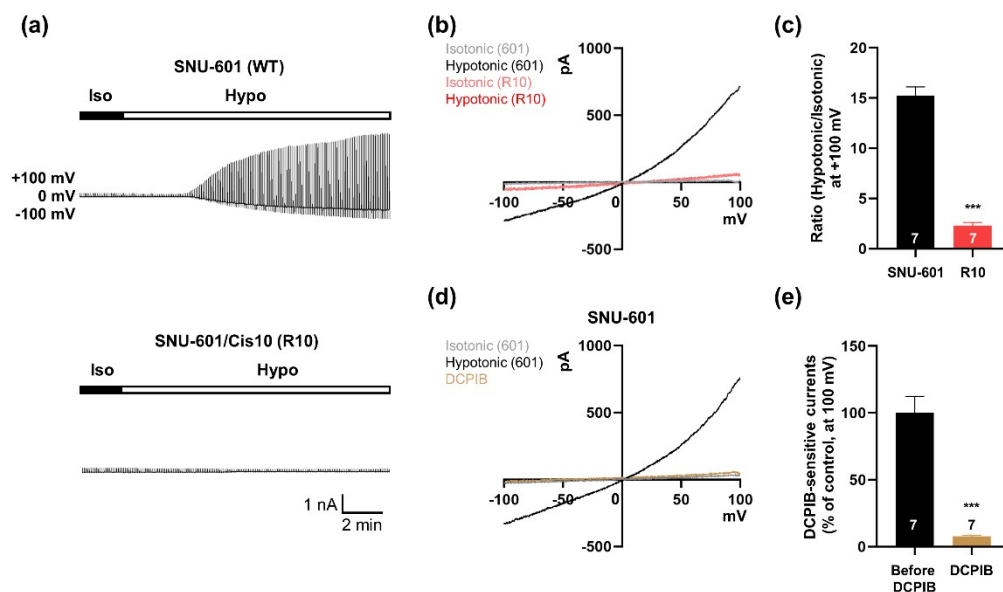 (a)
SNU-601 (WT)
Iso Hypo
+100 mV
0 mV
-100 mV
SNU-601/Cis10 (R10)
Iso Hypo
1 nA
2 min
(b)
Isotonic (601)
Hypotonic (601)
Isotonic (R10)
Hypotonic (R10)
pA
1000
500
-100 -50 0 50 100
mV
-500
(c)
Ratio (Hypotonic/Isotonic)
at +100 mV
20
15
10
5
0
***
7 7
SNU-601 R10
(d)
SNU-601
Isotonic (601)
Hypotonic (601)
DCPIB
pA
1000
500
-100 -50 0 50 100
mV
-500
(e)
DCPIB-sensitive currents
(% of control, at 100 mV)
150
100
50
0
***
7 7
Before
DCPIB
DCPIB